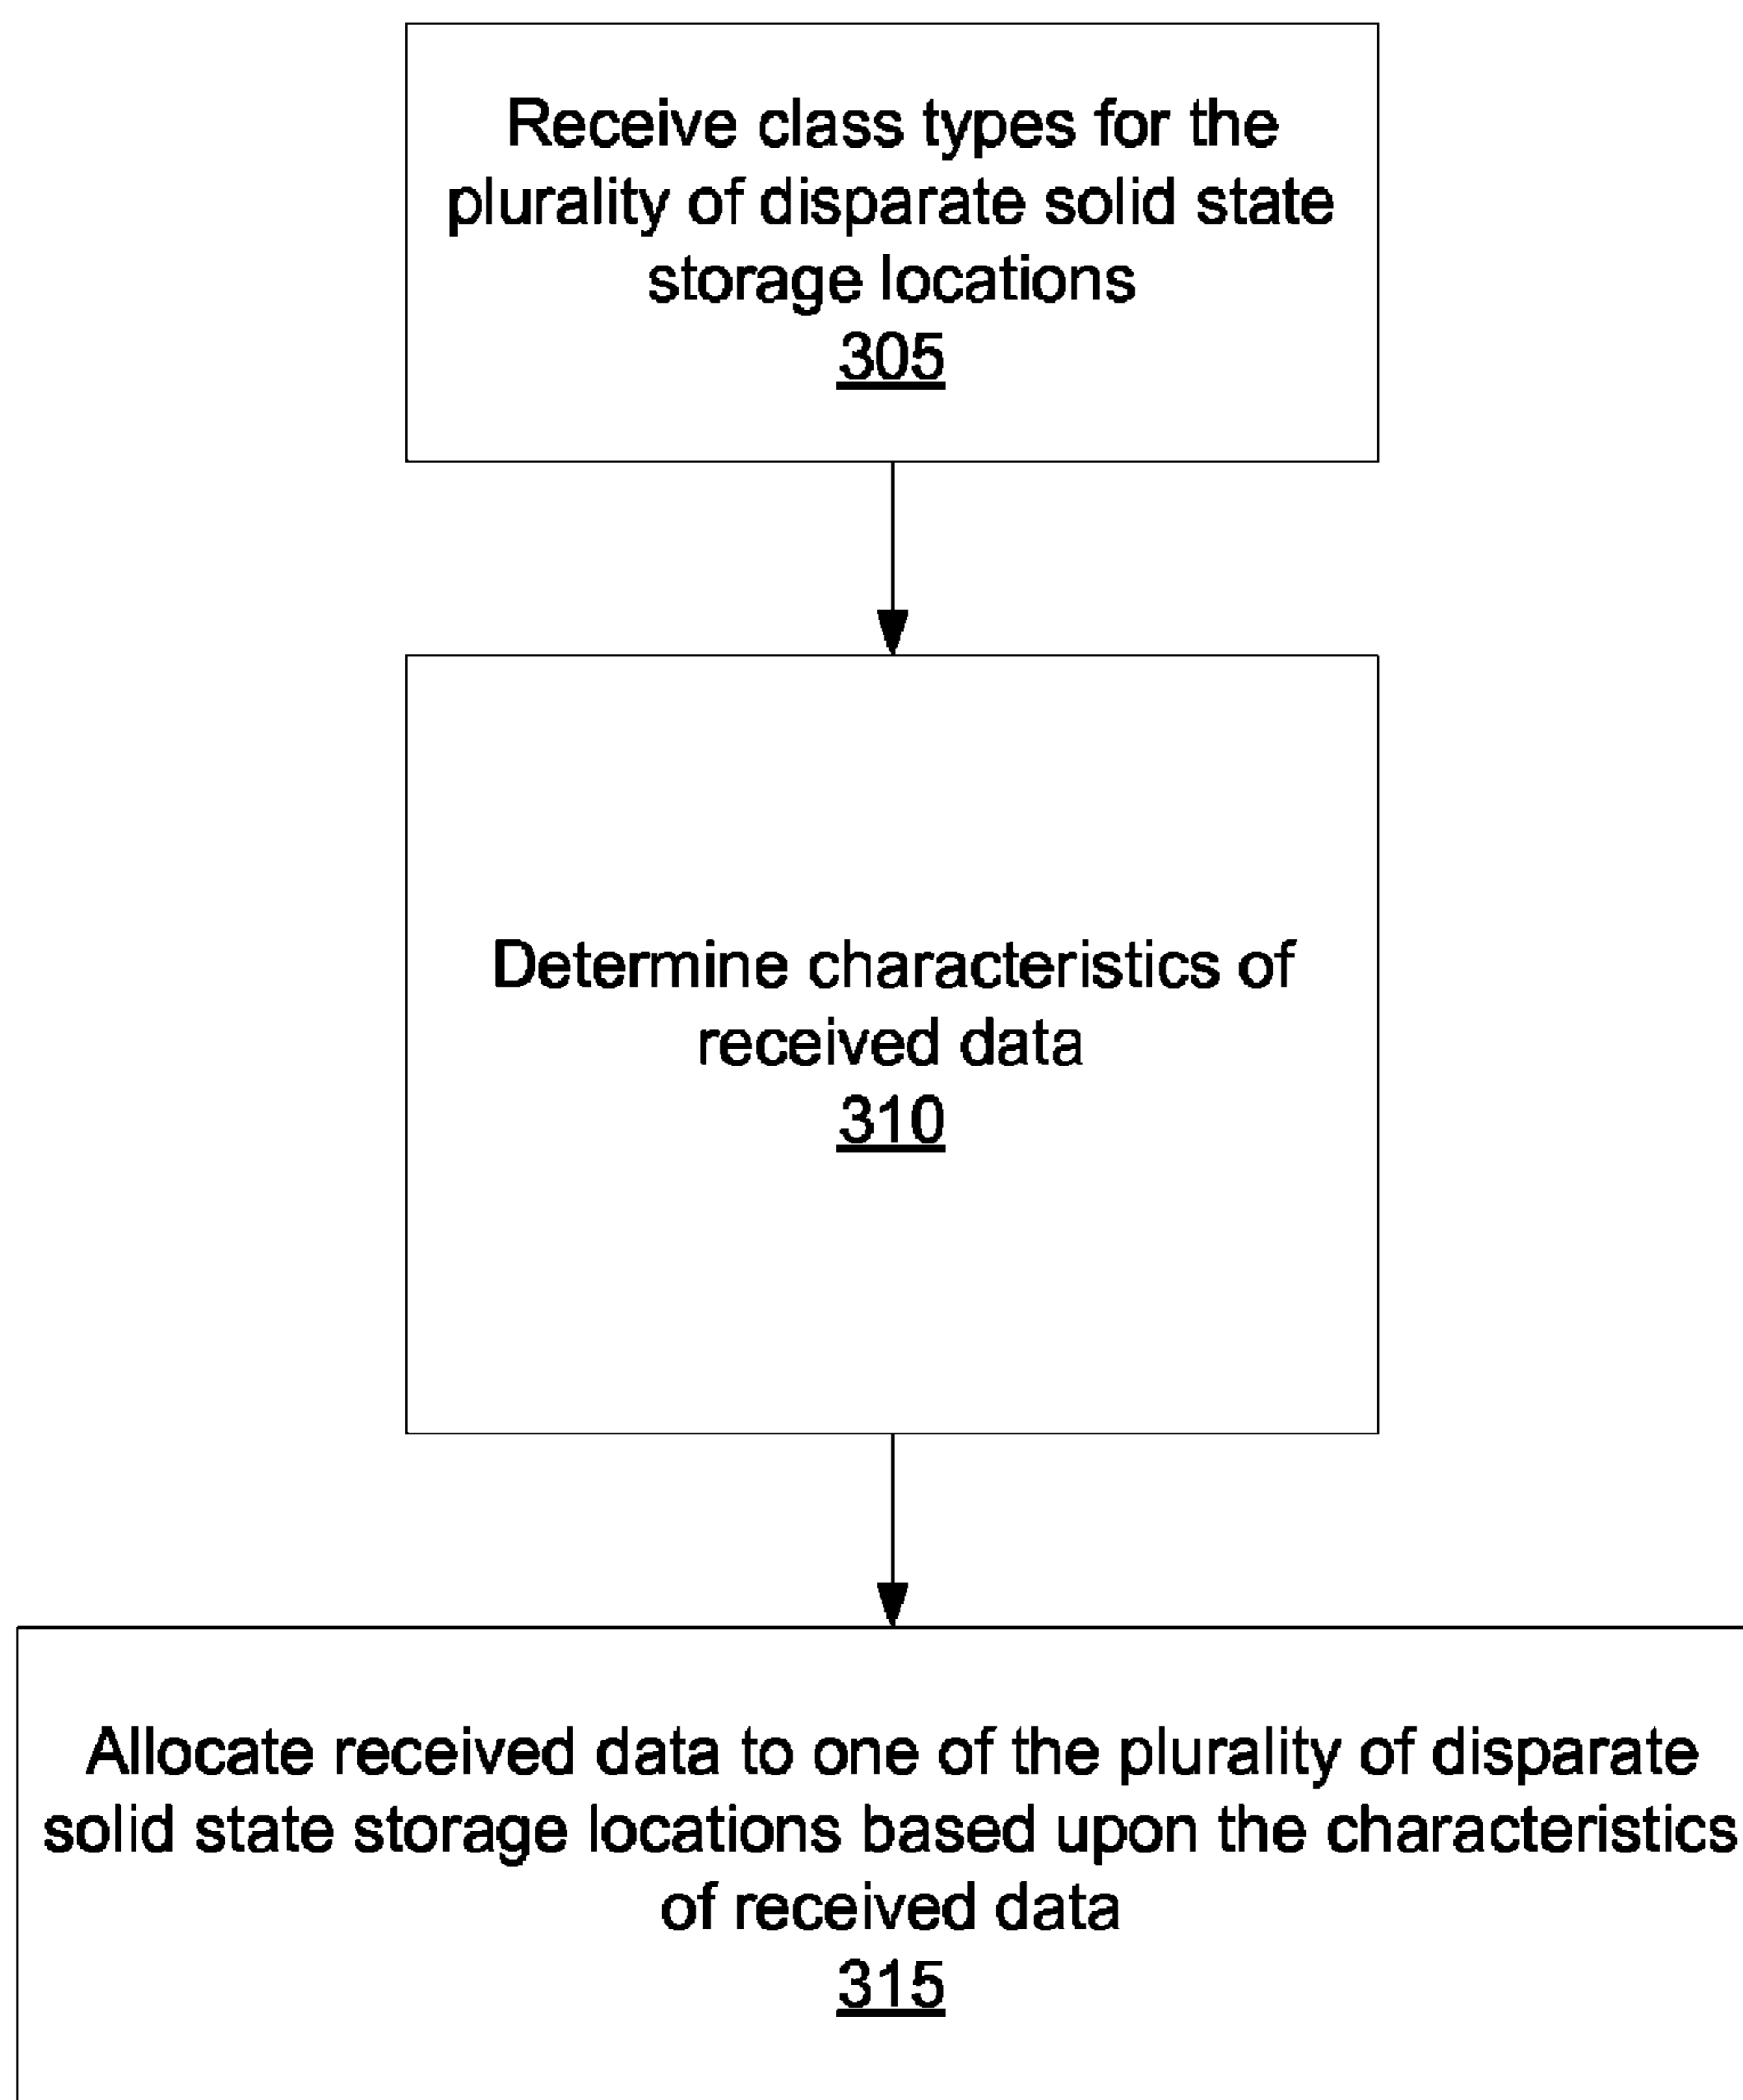 Receive class types for the
plurality of disparate solid state
storage locations
305
Determine characteristics of
received data
310
Allocate received data to one of the plurality of disparate
solid state storage locations based upon the characteristics
of received data
315